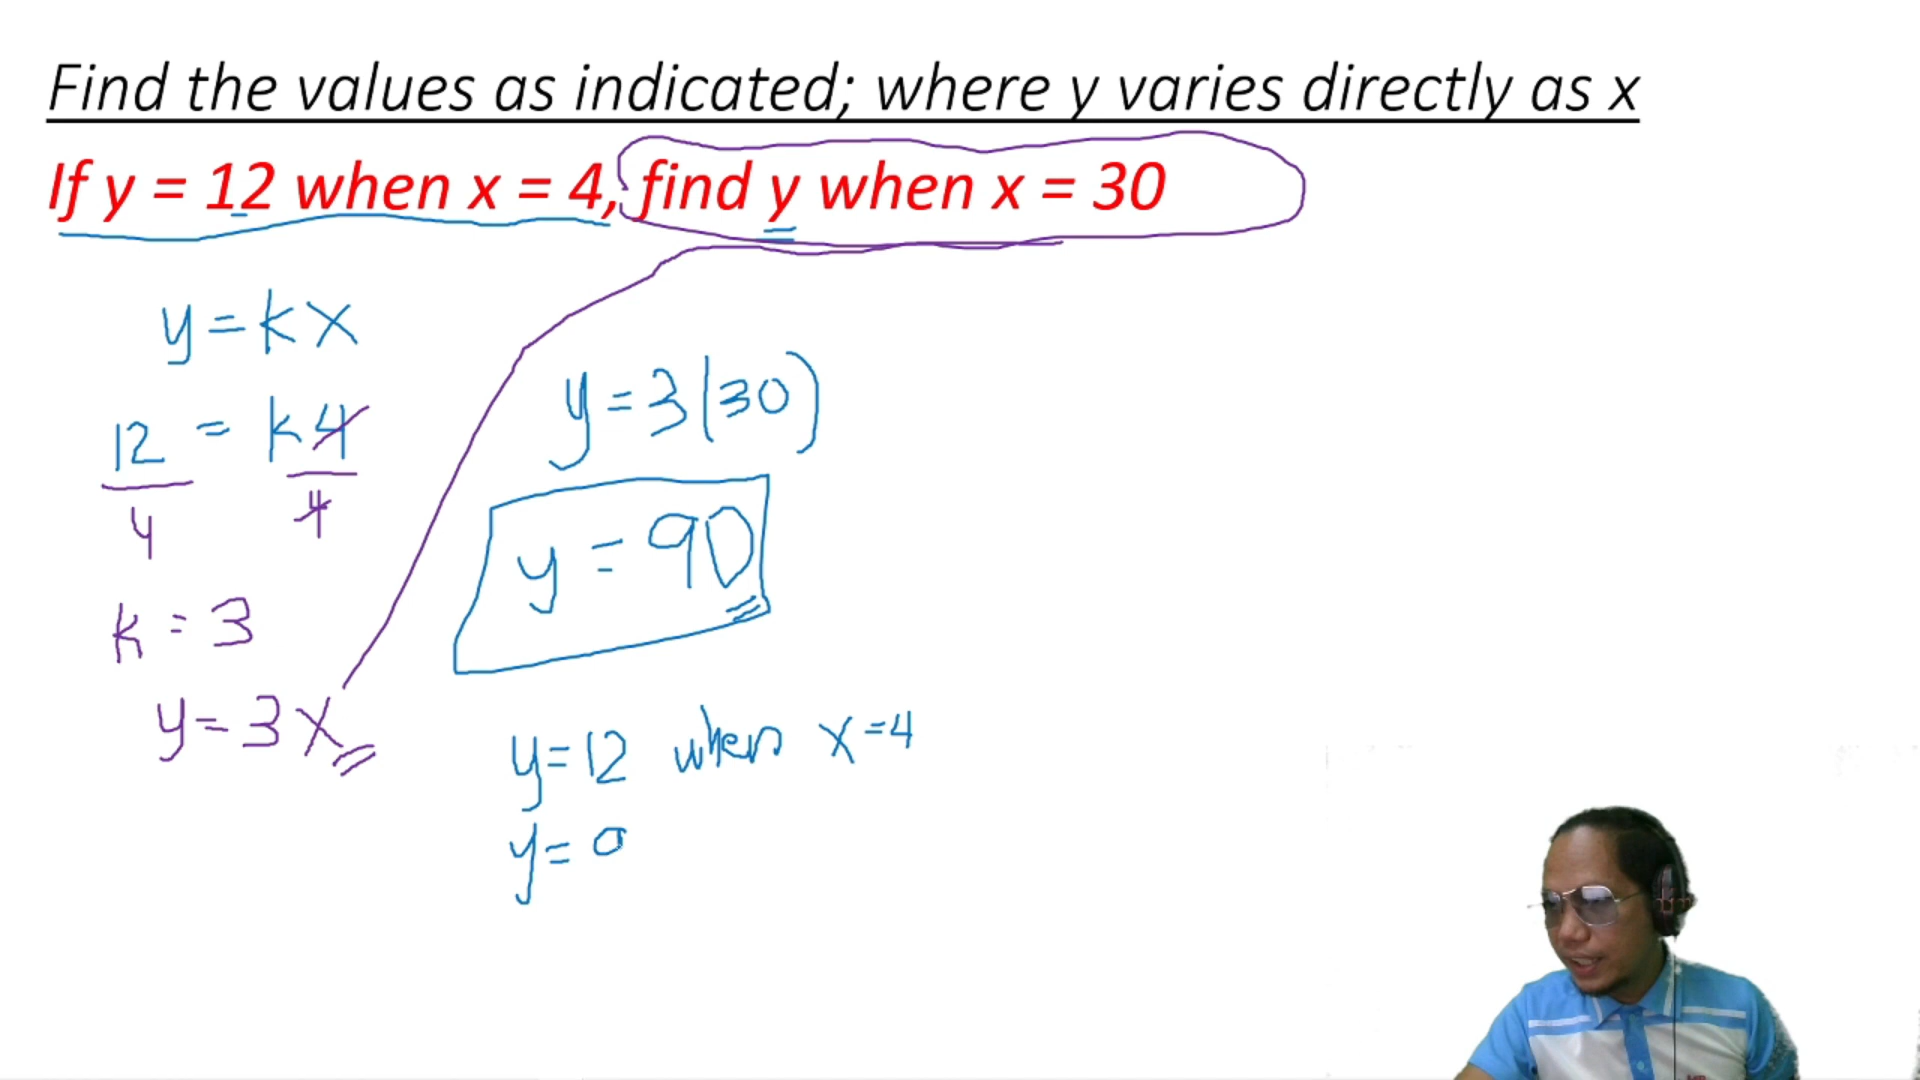 Find the values as indicated; where y varies directly as x
If y = 12 when x = 4, find y when x = 30
y = kx
12 = k4
4 4
k = 3
y = 3x
y = 3(30)
y = 90
y = 12 when x = 4
y = 9